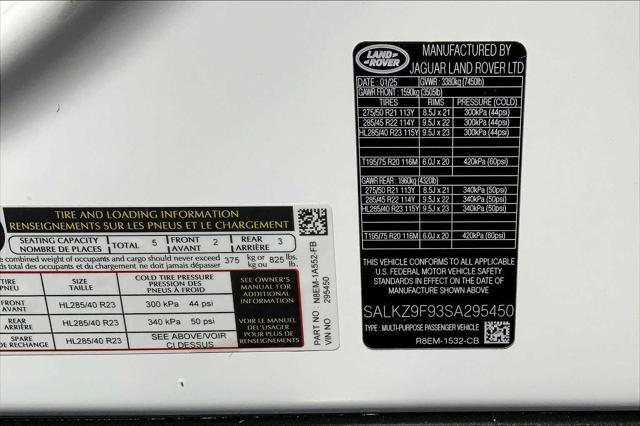 LAND ROVER
MANUFACTURED BY
JAGUAR LAND ROVER LTD
DATE : 01/25 GVWR : 3380kg (7450lb)
GAWR FRONT : 1590kg (3505lb)
TIRES RIMS PRESSURE (COLD)
275/50 R21 113Y 8.5J x 21 300kPa (44psi)
285/45 R22 114Y 9.5J x 22 300kPa (44psi)
HL285/40 R23 115Y 9.5J x 23 300kPa (44psi)
T195/75 R20 116M 6.0J x 20 420kPa (60psi)
GAWR REAR : 1960kg (4320lb)
275/50 R21 113Y 8.5J x 21 340kPa (50psi)
285/45 R22 114Y 9.5J x 22 340kPa (50psi)
HL285/40 R23 115Y 9.5J x 23 340kPa (50psi)
T195/75 R20 116M 6.0J x 20 420kPa (60psi)
THIS VEHICLE CONFORMS TO ALL APPLICABLE
U.S. FEDERAL MOTOR VEHICLE SAFETY
STANDARDS IN EFFECT ON THE DATE OF
MANUFACTURE SHOWN ABOVE.
SALKZ9F93SA295450
TYPE : MULTI-PURPOSE PASSENGER VEHICLE
R8EM-1532-CB
TIRE AND LOADING INFORMATION
RENSEIGNEMENTS SUR LES PNEUS ET LE CHARGEMENT
SEATING CAPACITY
NOMBRE DE PLACES
TOTAL 5
FRONT
AVANT 2
REAR
ARRIÈRE 3
combined weight of occupants and cargo should never exceed 375 kg or 825 lbs.
total des occupants et du chargement ne doit jamais dépasser kg ou lb.
TIRE
PNEU
SIZE
TAILLE
COLD TIRE PRESSURE
PRESSION DES
PNEUS À FROID
FRONT
AVANT
HL285/40 R23 300 kPa 44 psi
REAR
ARRIÈRE
HL285/40 R23 340 kPa 50 psi
SPARE
DE RECHANGE
HL285/40 R23
SEE ABOVE/VOIR
CI DESSUS
SEE OWNER'S
MANUAL FOR
ADDITIONAL
INFORMATION
VOIR LE MANUEL
DE L'USAGER
POUR PLUS DE
RENSEIGNEMENTS
PART NO N8EM-1A552-FB
VIN NO 295450